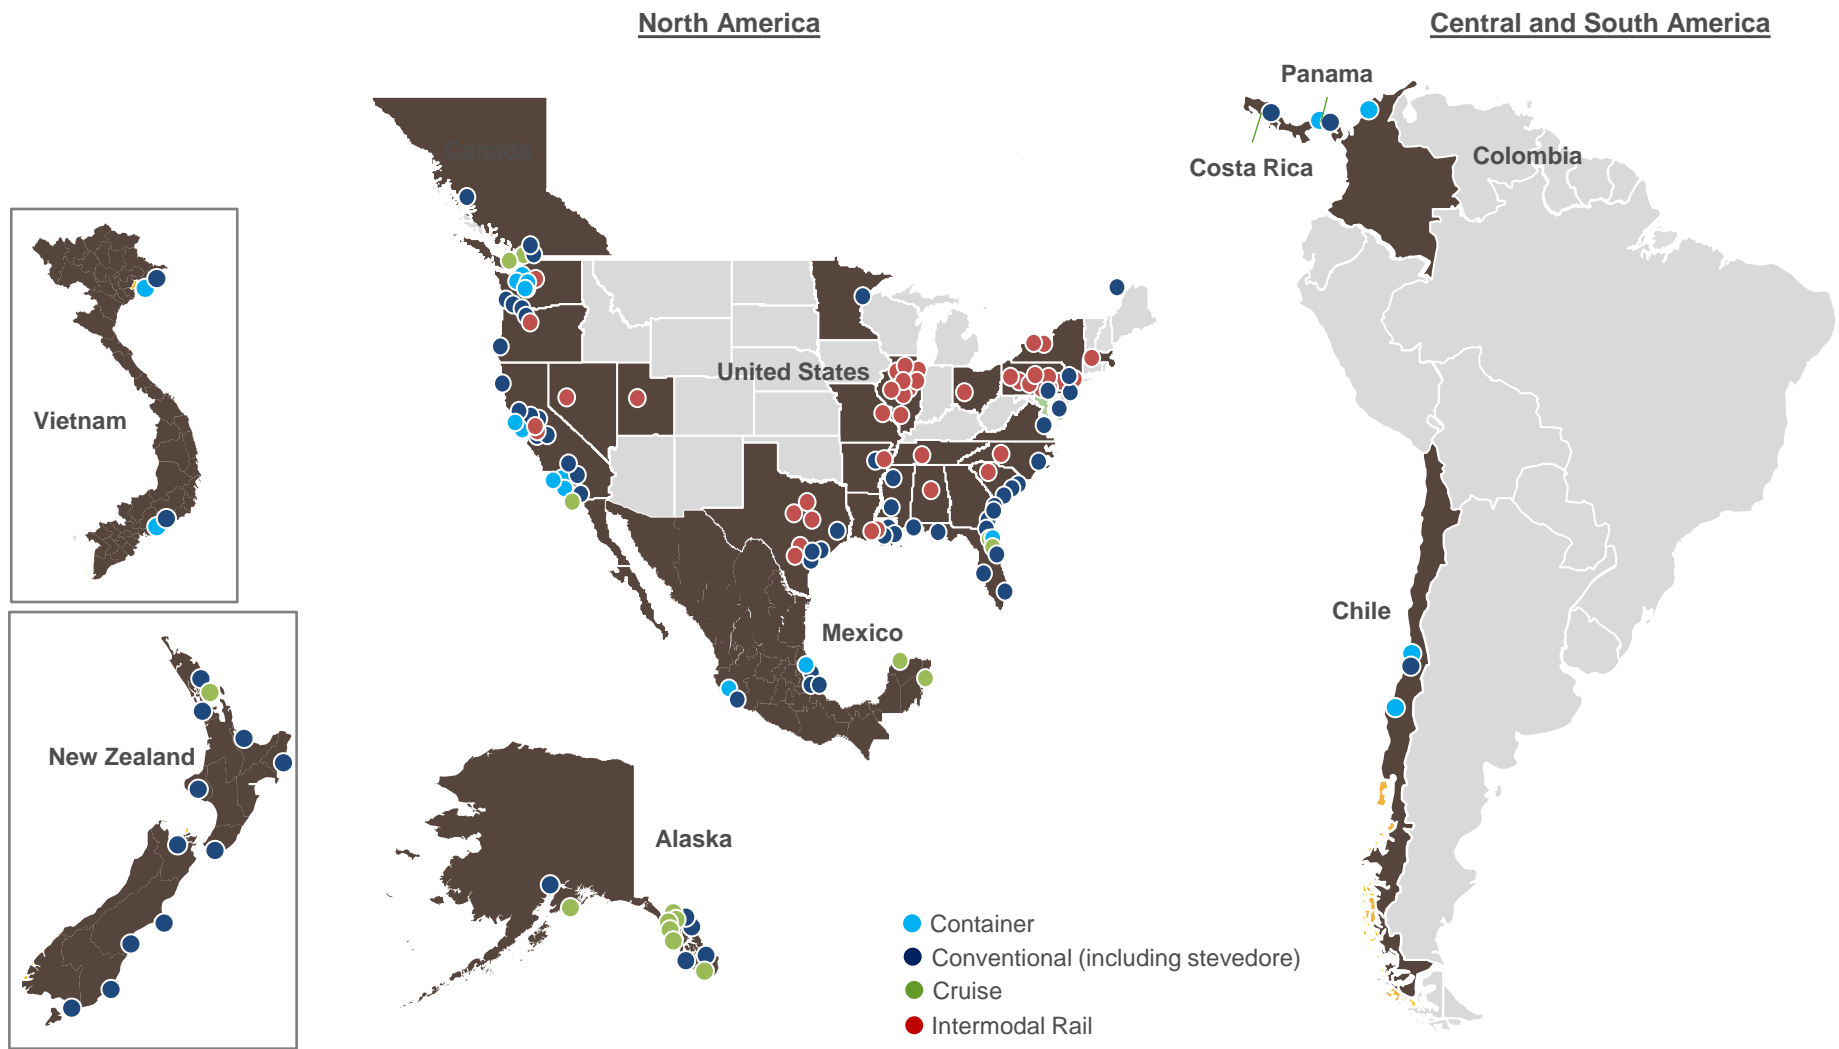 North America
Central and South America
Panama
Canada
Costa Rica
Colombia
United States
Vietnam
Chile
Mexico
New Zealand
Alaska
Container
Conventional (including stevedore)
Cruise
Intermodal Rail